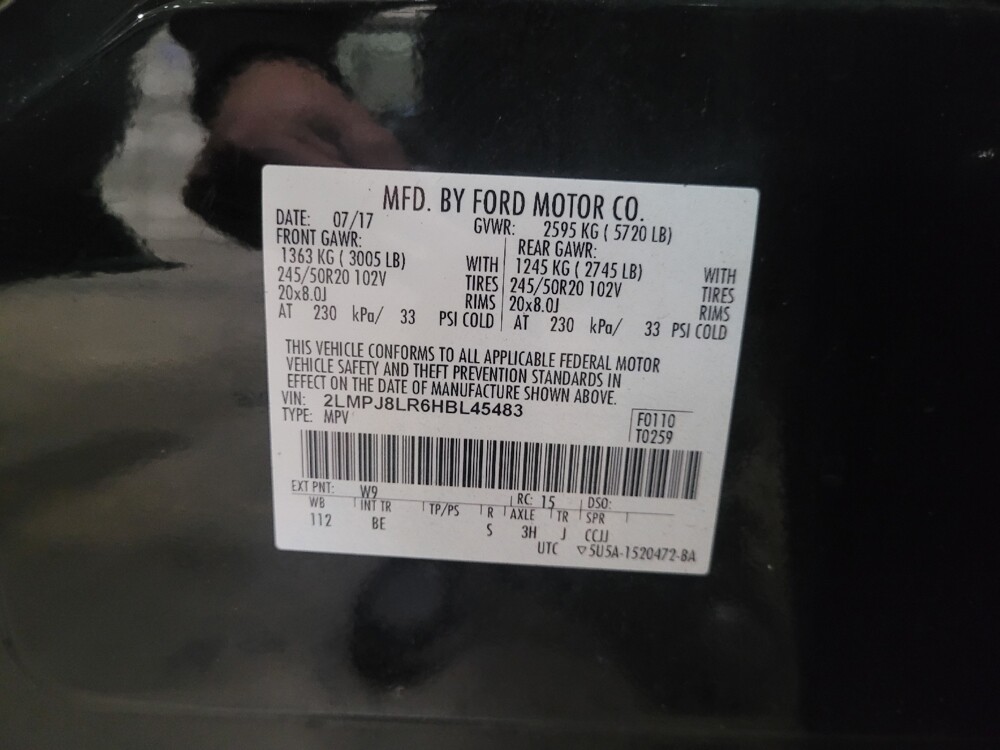 MFD. BY FORD MOTOR CO.
DATE: 07/17 GVWR: 2595 KG ( 5720 LB)
FRONT GAWR: REAR GAWR:
1363 KG ( 3005 LB) WITH 1245 KG ( 2745 LB) WITH
245/50R20 102V TIRES 245/50R20 102V TIRES
20x8.0J RIMS 20x8.0J RIMS
AT 230 kPa/ 33 PSI COLD AT 230 kPa/ 33 PSI COLD
THIS VEHICLE CONFORMS TO ALL APPLICABLE FEDERAL MOTOR
VEHICLE SAFETY AND THEFT PREVENTION STANDARDS IN
EFFECT ON THE DATE OF MANUFACTURE SHOWN ABOVE.
VIN: 2LMPJ8LR6HBL45483
TYPE: MPV F0110
T0259
EXT PNT: W9 RC: 15 DSO:
WB INT TR TP/PS R AXLE TR SPR
112 BE S 3H J CCJJ
UTC ▽5U5A-1520472-BA